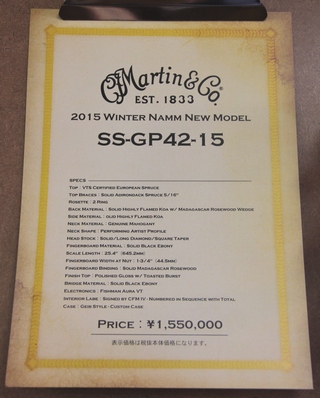 C.F. Martin & Co.
EST. 1833
2015 Winter Namm New Model
SS-GP42-15
SPECS
Top : VTS Certified European Spruce
Top Braces : Solid Adirondack Spruce 5/16"
Rosette : 2 Ring
Back Material : Solid Highly Flamed Koa w/ Madagascar Rosewood Wedge
Side Material : olid Highly Flamed Koa
Neck Material : Genuine Mahogany
Neck Shape : Performing Artist Profile
Head Stock : Solid/Long Diamond/Square Taper
Fingerboard Material : Solid Black Ebony
Scale Length : 25.4" (645.2mm)
Fingerboard Width at Nut : 1-3/4" (44.5mm)
Fingerboard Binding : Solid Madagascar Rosewood
Finish Top : Polished Gloss w/ Toasted Burst
Bridge Material : Solid Black Ebony
Electronics : Fishman Aura VT
Interior Labe : Signed by CFM IV - Numbered in Sequence with Total
Case : Geib Style - Custom Case
Price : ¥1,550,000
表示価格は税抜本体価格になります。